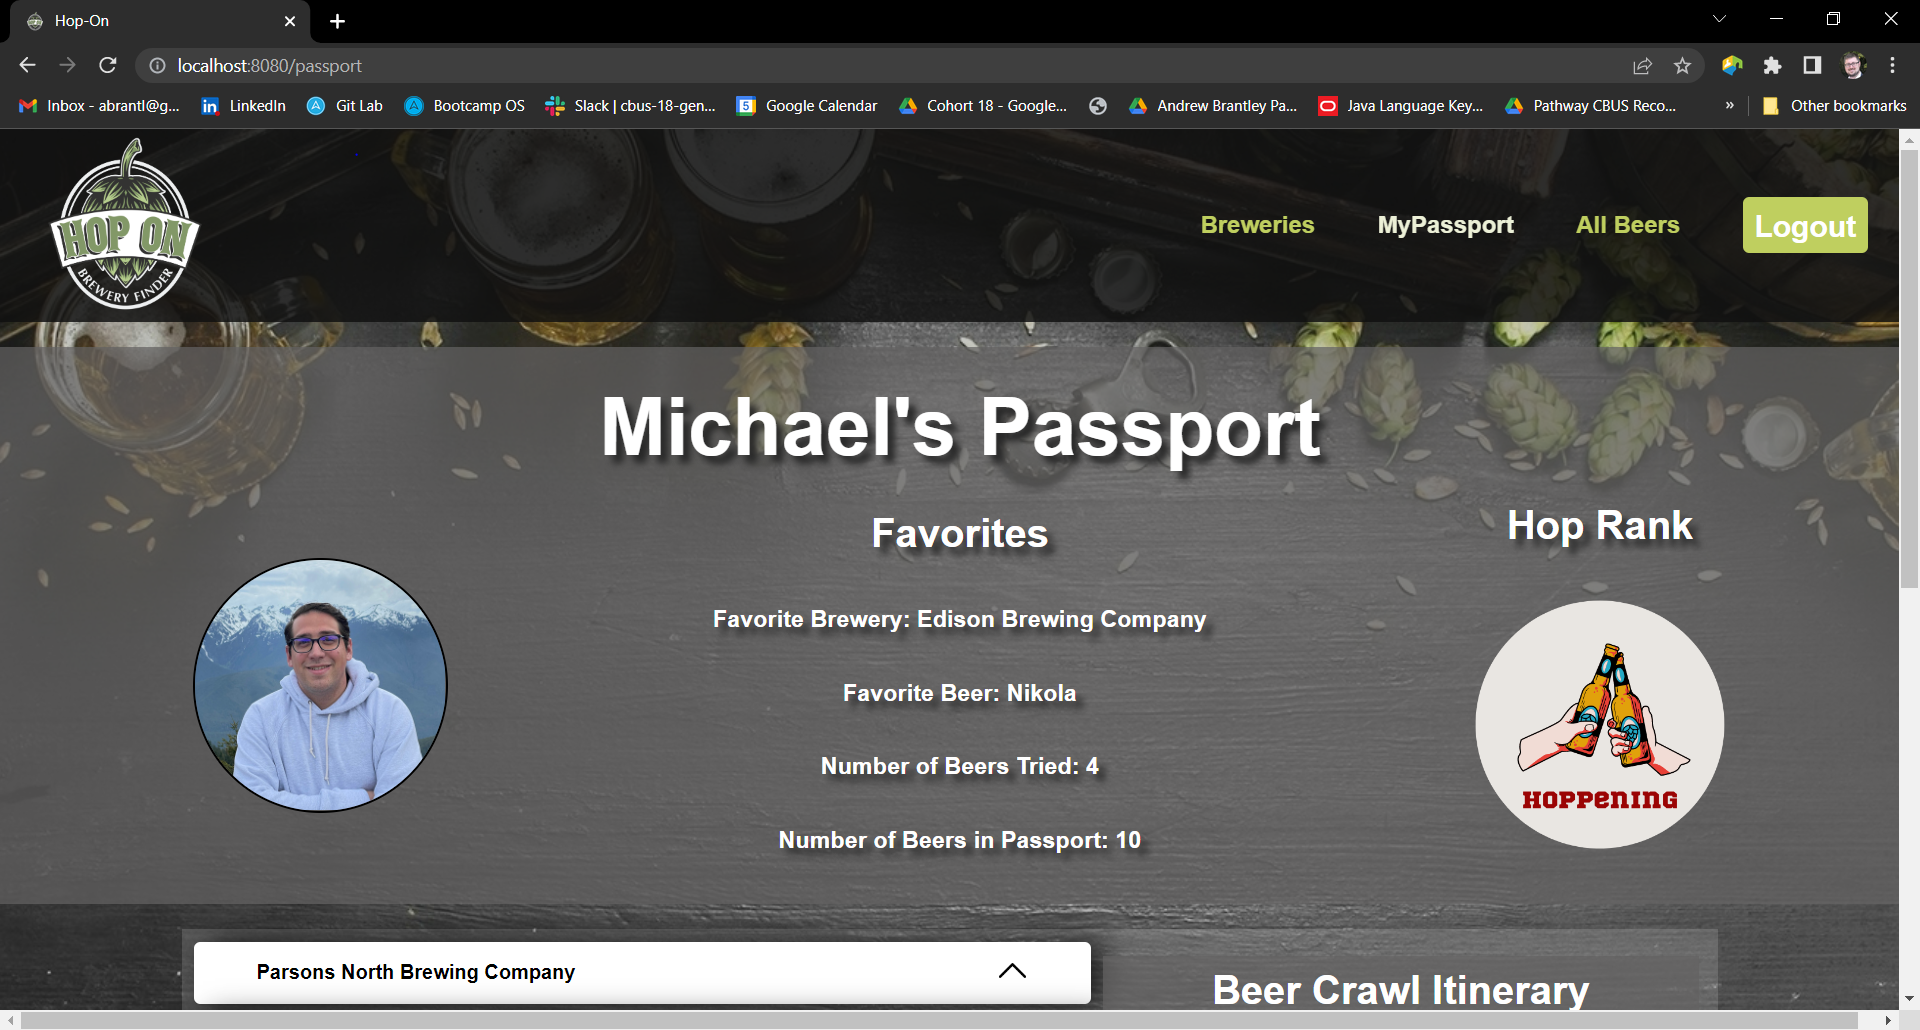 Hop-On
localhost:8080/passport
Inbox - abrantl@g...
LinkedIn
Git Lab
Bootcamp OS
Slack | cbus-18-gen...
5
Google Calendar
Cohort 18 - Google...
Andrew Brantley Pa...
Java Language Key...
Pathway CBUS Reco...
»
Other bookmarks
HOP ON
BREWERY FINDER
Breweries
MyPassport
All Beers
Logout
Michael's Passport
Favorites
Hop Rank
Favorite Brewery: Edison Brewing Company
Favorite Beer: Nikola
Number of Beers Tried: 4
HOPPENING
Number of Beers in Passport: 10
Parsons North Brewing Company
Beer Crawl Itinerary